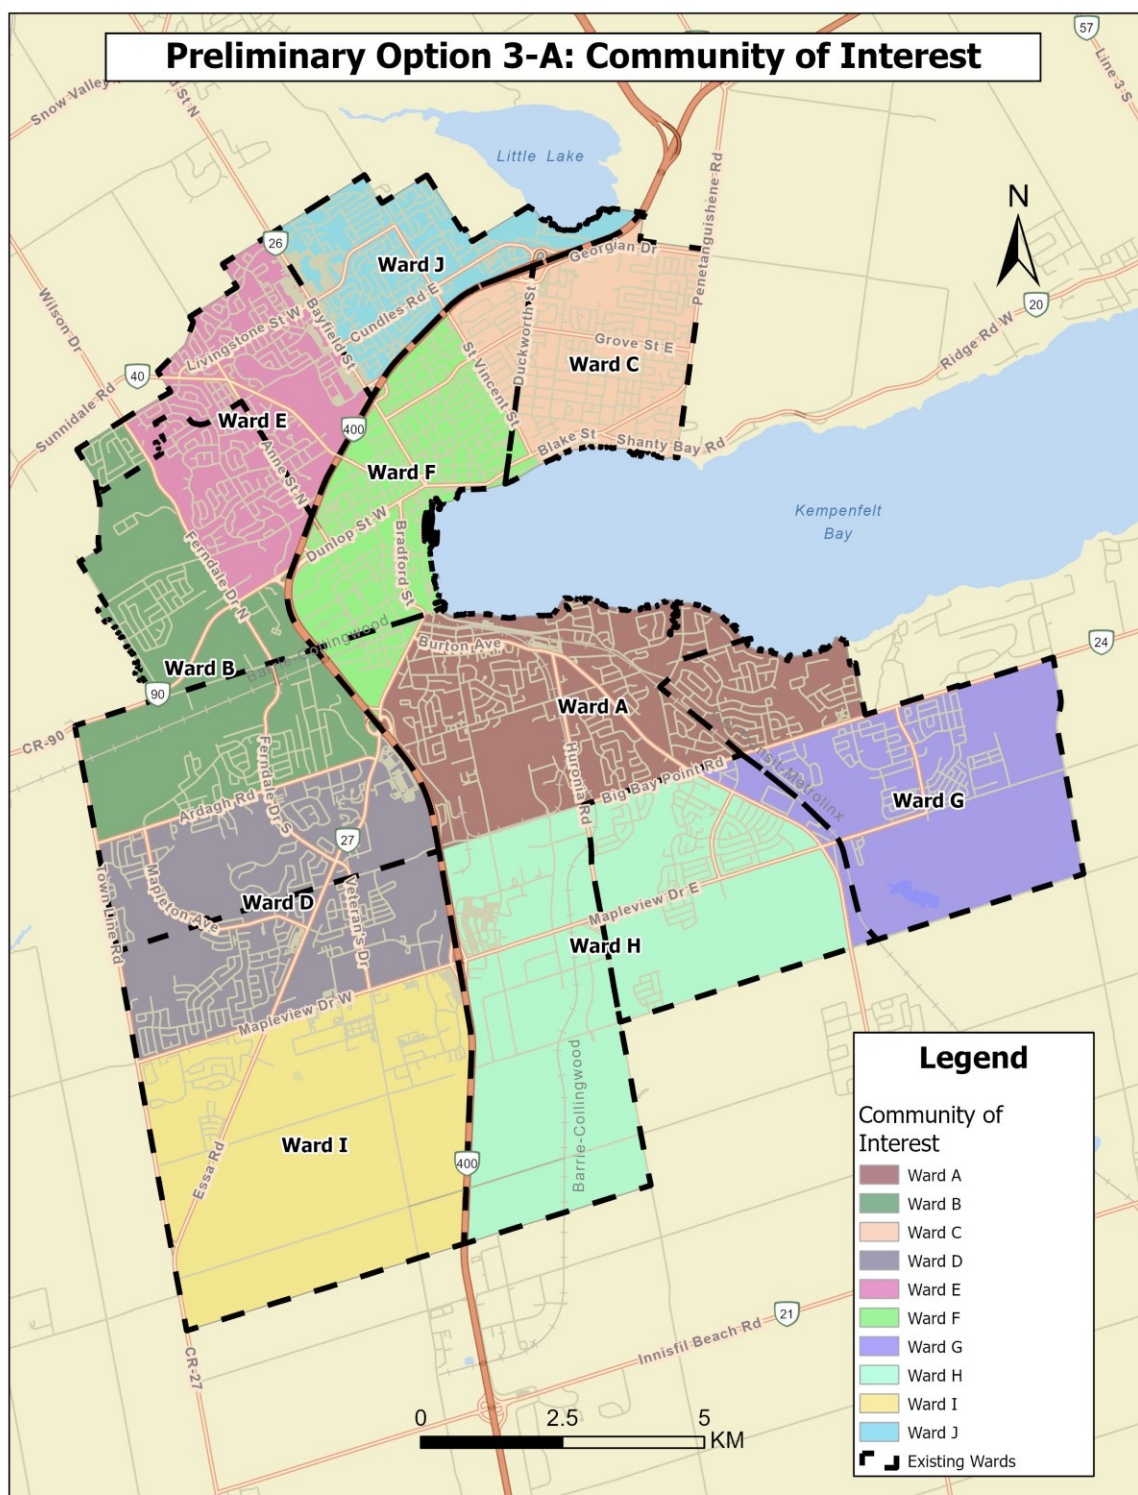 Preliminary Option 3-A: Community of Interest
57
Line 3 S
Snow Valley
d St N
Little Lake
Penetanguishene Rd
N
26
Ward J
Georgian Dr
20
Ridge Rd W
Wilson Dr
Bayfield St
Cundles Rd E
Livingstone St W
St Vincent St
Duckworth St
Grove St E
Ward C
40
Sunnidale Rd
Ward E
400
Anne St N
Blake St
Shanty Bay Rd
Ward F
Kempenfelt
Bay
Dunlop St W
Bradford St
Ferndale Dr N
Barrie-Collingwood
Burton Ave
24
Ward B
90
CR-90
Ward A
Huronia Rd
Big Bay Point Rd
Ferndale Dr S
Ardagh Rd
Ward G
27
Town Line Rd
Mapleton Ave
Ward D
Veteran's Dr
Mapleview Dr E
Ward H
Mapleview Dr W
Barrie-Collingwood
Ward I
Essa Rd
400
21
Innisfil Beach Rd
CR-27
0 2.5 5
KM
Legend
Community of
Interest
Ward A
Ward B
Ward C
Ward D
Ward E
Ward F
Ward G
Ward H
Ward I
Ward J
Existing Wards